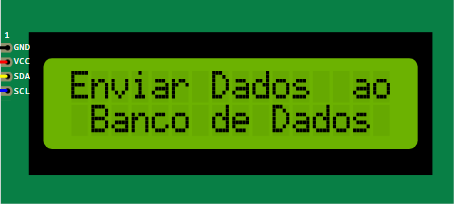 1
GND
VCC
SDA
SCL
Enviar Dados  ao
Banco de Dados